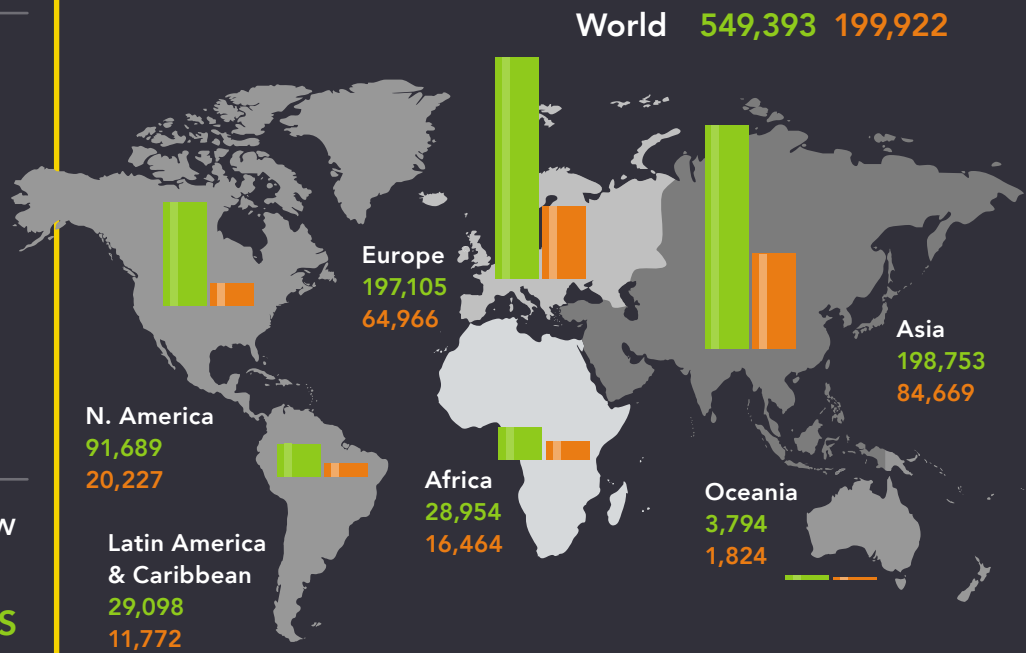 World 549,393 199,922
Europe
197,105
64,966
Asia
198,753
84,669
N. America
91,689
20,227
Africa
28,954
16,464
Oceania
3,794
1,824
Latin America
& Caribbean
29,098
11,772
w
s